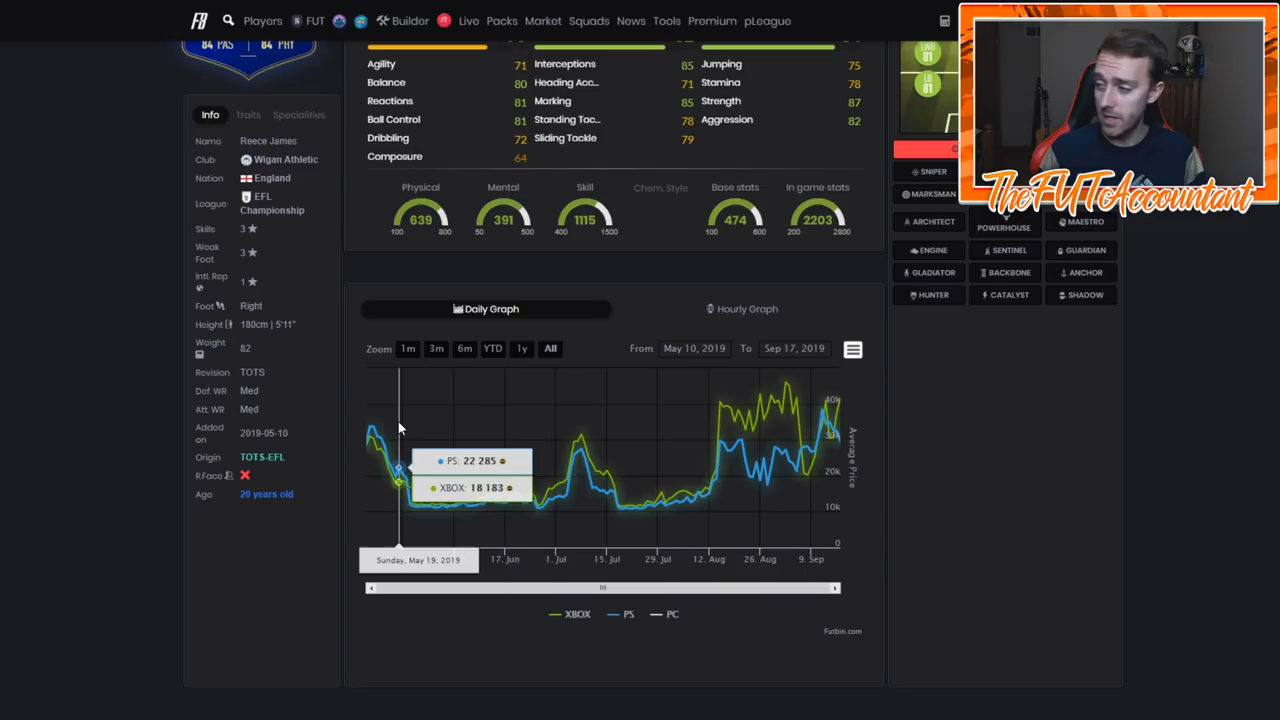 FB Players FUT Builder Live Packs Market Squads News Tools Premium pLeague
84 PAS 84 PHY
Agility 71 Interceptions 85 Jumping 75
Balance 80 Heading Acc... 71 Stamina 78
Reactions 81 Marking 85 Strength 87
Ball Control 81 Standing Tac... 78 Aggression 82
Dribbling 72 Sliding Tackle 79
Composure 64
Physical Mental Skill Chem. Style Base stats In game stats
639 391 1115 474 2203
100 800 50 500 400 1500 100 600 200 2800
Info Traits Specialities
Name Reece James
Club Wigan Athletic
Nation England
League EFL Championship
Skills 3
Weak Foot 3
Intl. Rep 1
Foot Right
Height 180cm | 5'11"
Weight 82
Revision TOTS
Def. WR Med
Att. WR Med
Added on 2019-05-10
Origin TOTS-EFL
R.Face
Age 20 years old
Daily Graph Hourly Graph
Zoom 1m 3m 6m YTD 1y All From May 10, 2019 To Sep 17, 2019
40k
30k
20k
10k
0
Average Price
PS: 22 285
XBOX: 18 183
Sunday, May 19, 2019
17. Jun 1. Jul 15. Jul 29. Jul 12. Aug 26. Aug 9. Sep
XBOX PS PC
Futbin.com
LWB
81
LB
81
SNIPER
MARKSMAN
ARCHITECT POWERHOUSE MAESTRO
ENGINE SENTINEL GUARDIAN
GLADIATOR BACKBONE ANCHOR
HUNTER CATALYST SHADOW
TheFUTAccountant